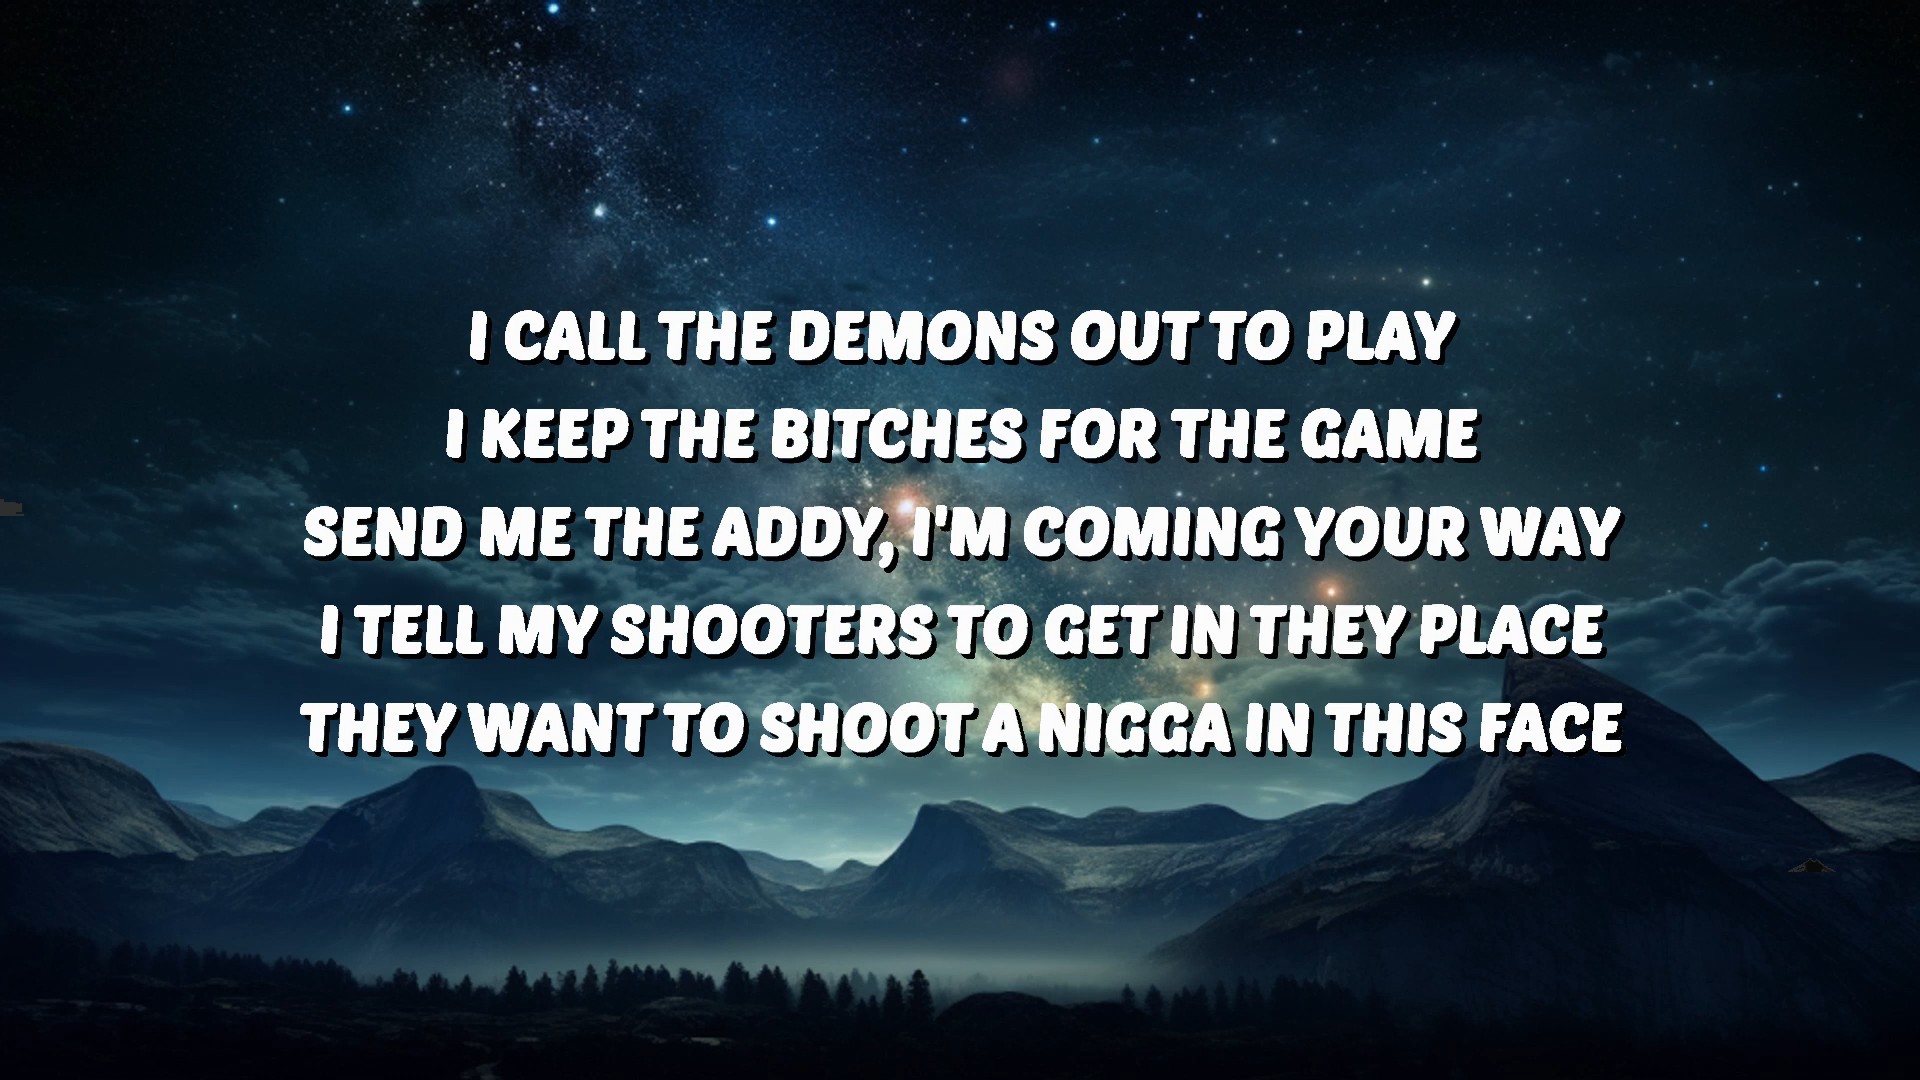 I CALL THE DEMONS OUT TO PLAY
I KEEP THE BITCHES FOR THE GAME
SEND ME THE ADDY, I'M COMING YOUR WAY
I TELL MY SHOOTERS TO GET IN THEY PLACE
THEY WANT TO SHOOT A NIGGA IN THIS FACE